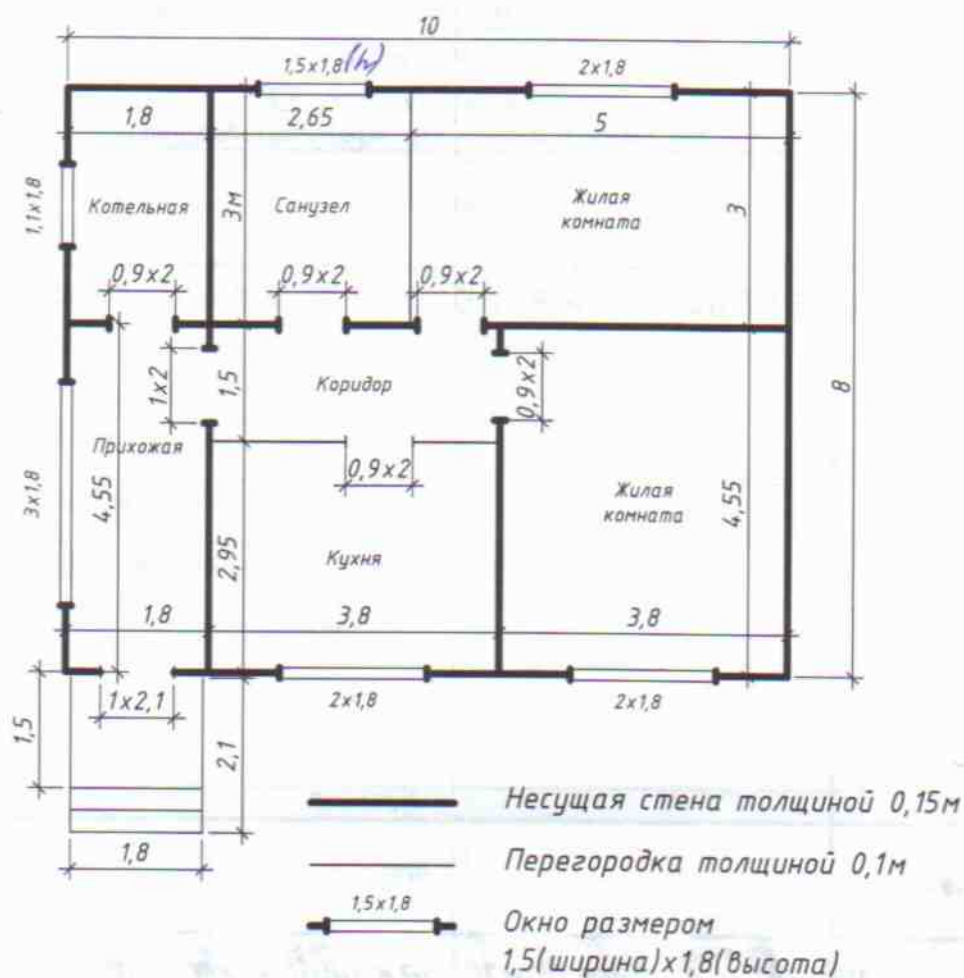 10
1,5x1,8(h)
2x1,8
1,8
2,65
5
1,1x1,8
Котельная
3м
Санузел
Жилая
комната
3
0,9x2
0,9x2
0,9x2
1x2
1,5
Коридор
0,9x2
8
3x1,8
Прихожая
4,55
0,9x2
Жилая
комната
4,55
2,95
Кухня
1,8
3,8
3,8
1x2,1
2x1,8
2x1,8
1,5
2,1
1,8
Несущая стена толщиной 0,15м
Перегородка толщиной 0,1м
1,5x1,8
Окно размером
1,5(ширина)x1,8(высота)